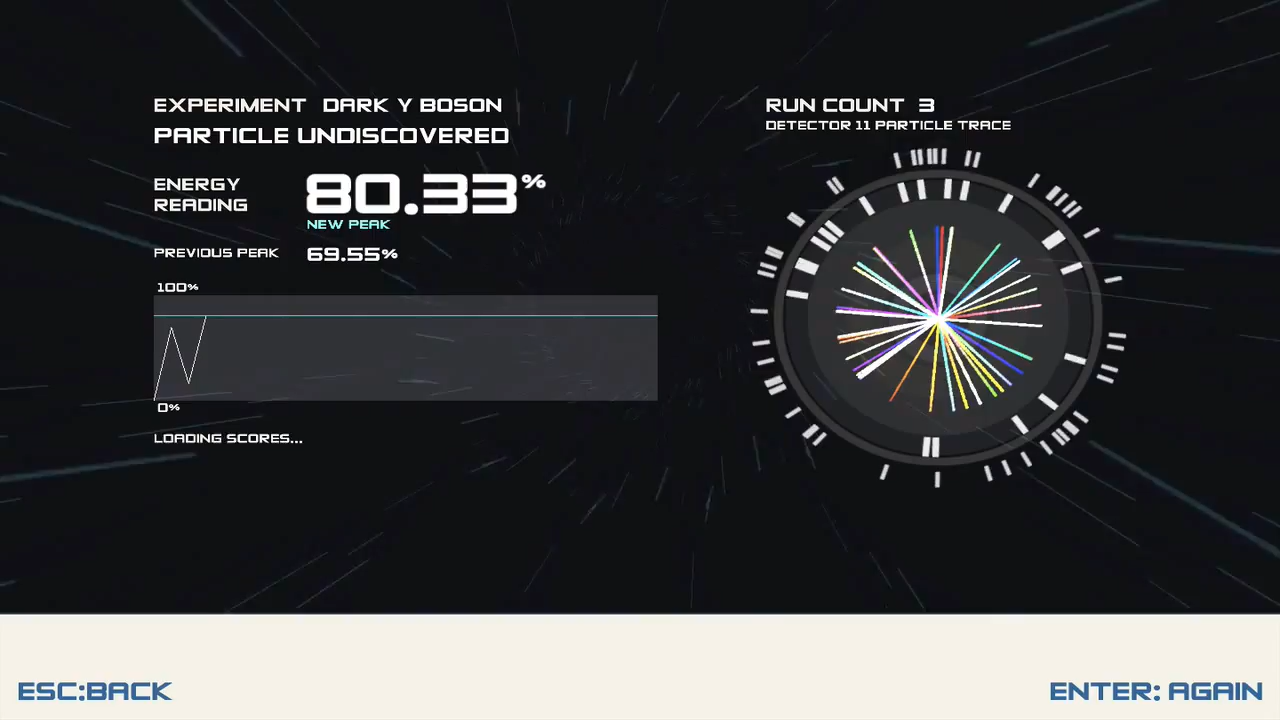 EXPERIMENT DARK Y BOSON
PARTICLE UNDISCOVERED
ENERGY READING 80.33%
NEW PEAK
PREVIOUS PEAK 69.55%
100%
0%
LOADING SCORES...
RUN COUNT 3
DETECTOR 11 PARTICLE TRACE
ESC:BACK
ENTER: AGAIN